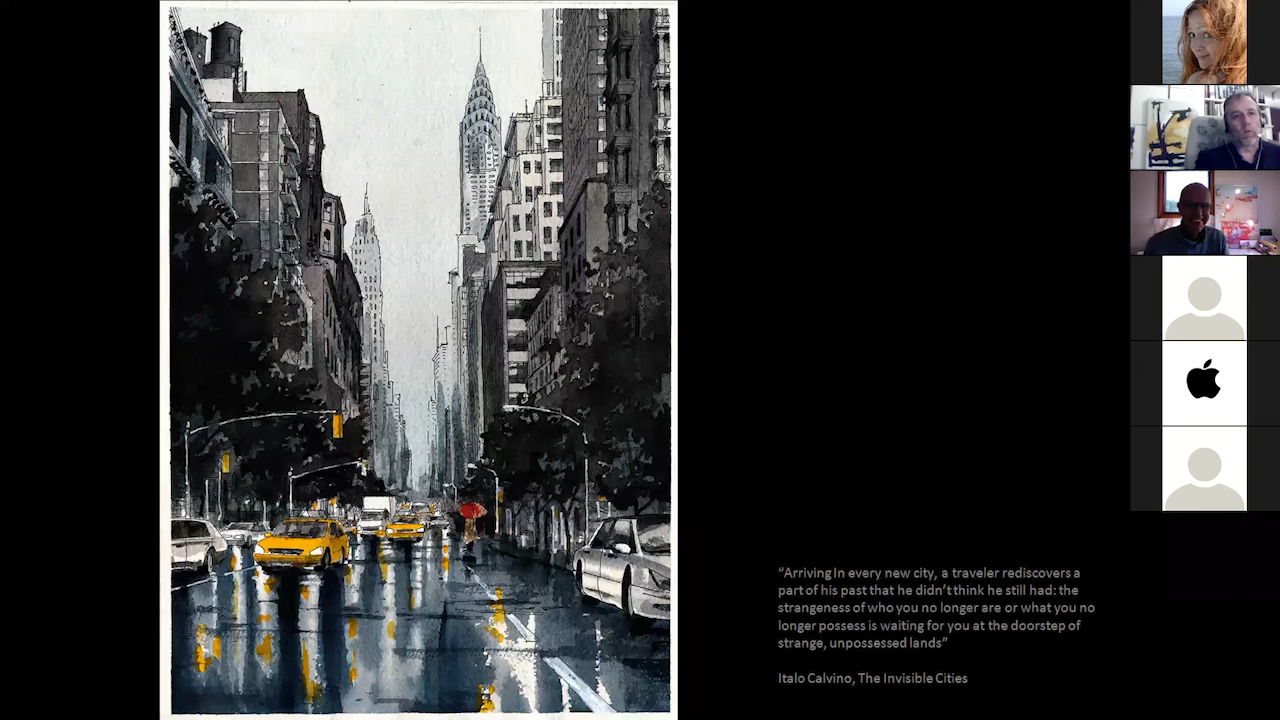 “Arriving In every new city, a traveler rediscovers a
part of his past that he didn’t think he still had: the
strangeness of who you no longer are or what you no
longer possess is waiting for you at the doorstep of
strange, unpossessed lands”
Italo Calvino, The Invisible Cities